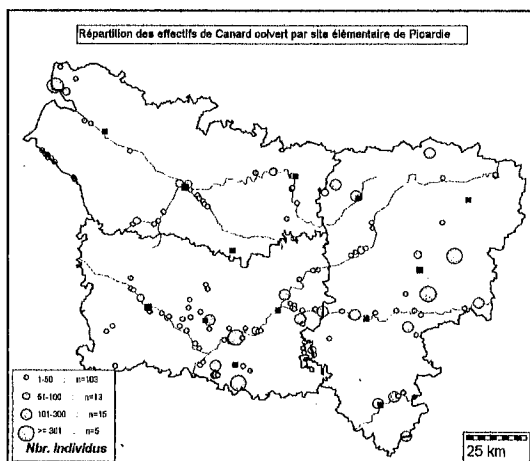 Répartition des effectifs de Canard colvert par site élémentaire de Picardie
1-50 : n=103
51-100 : n=13
101-300 : n=15
>= 301 : n=5
Nbr. Individus
25 km